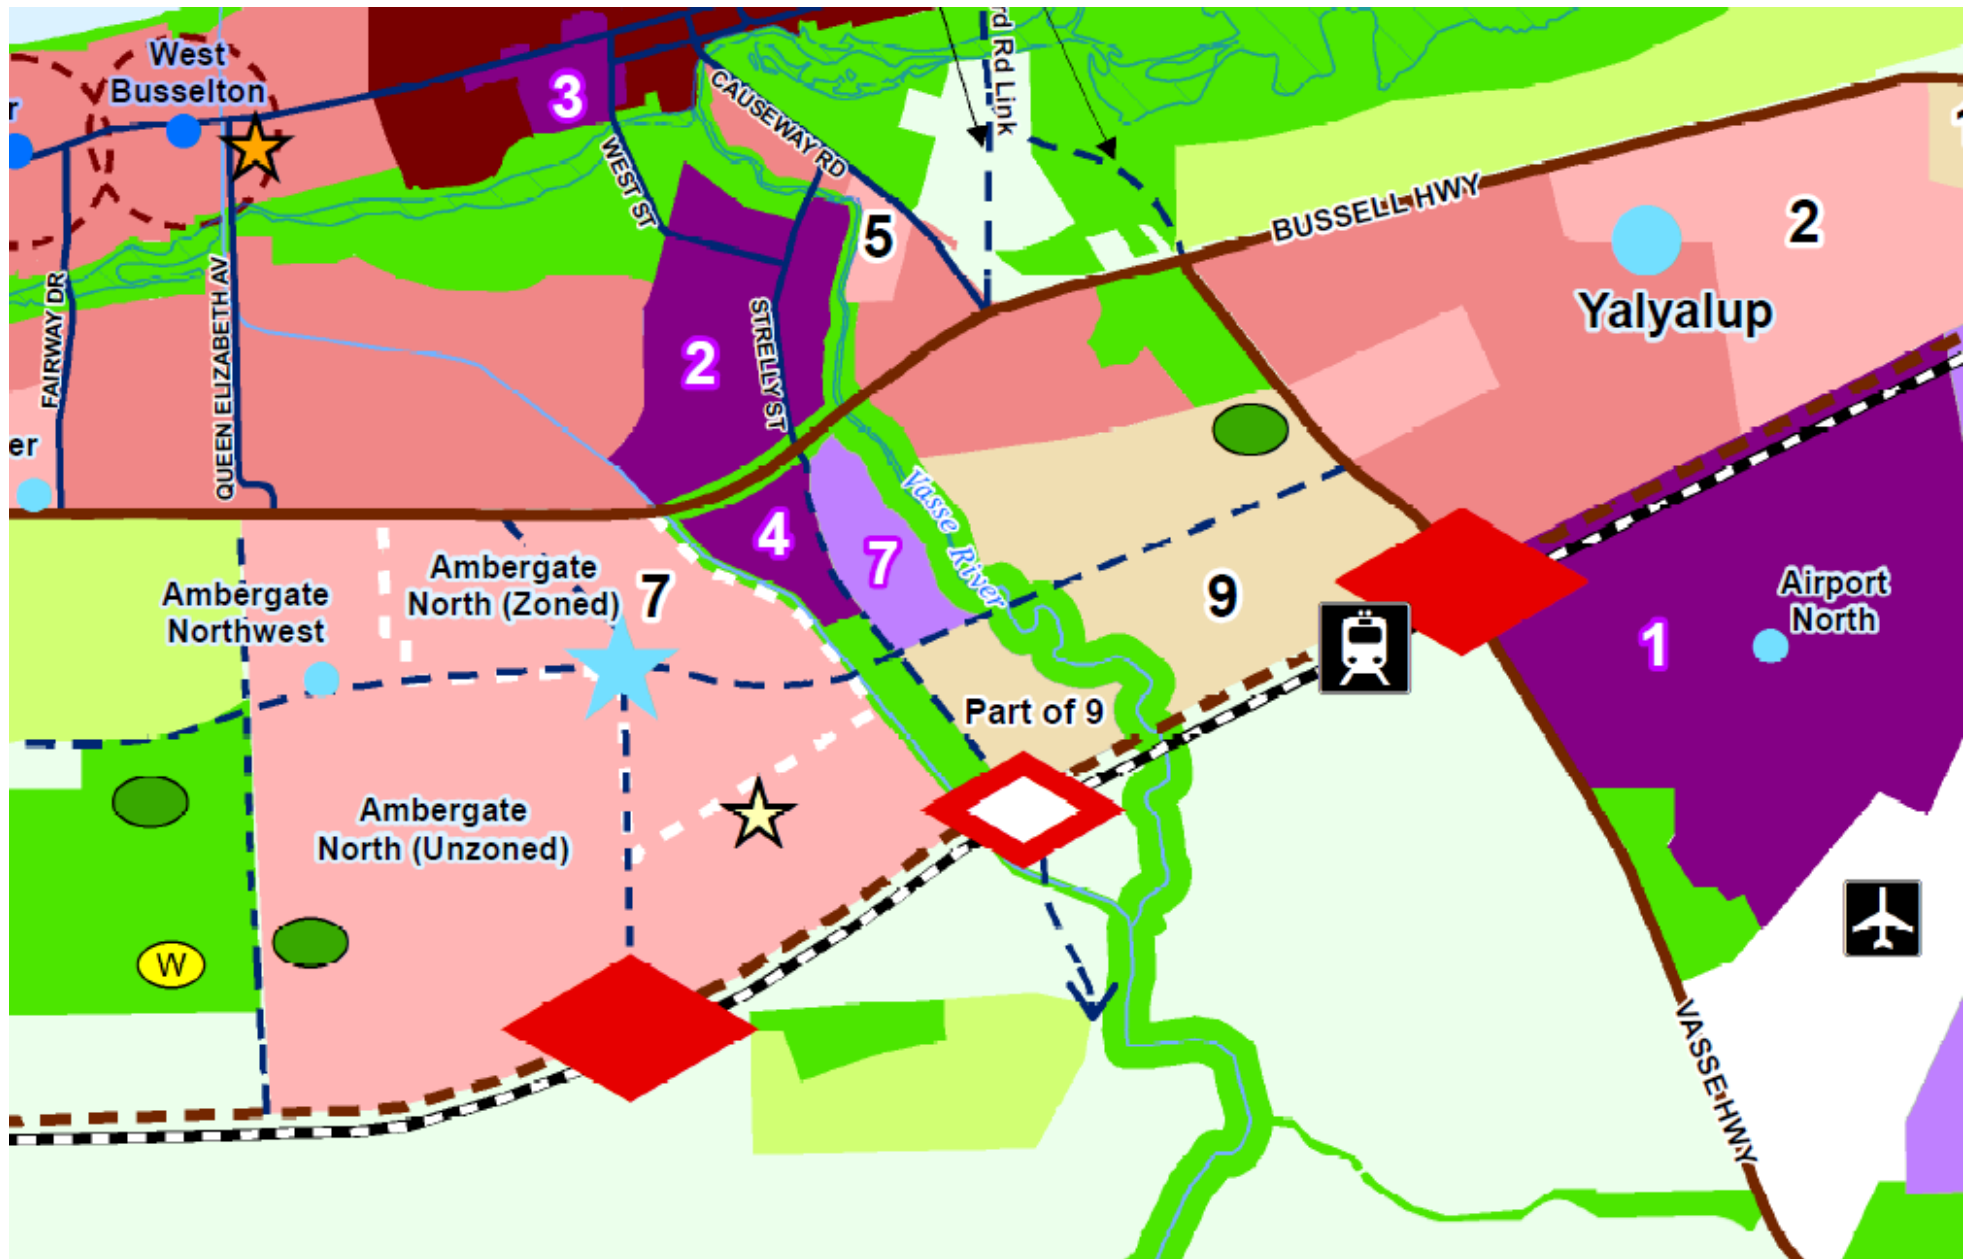 West
Busselton
r
3
CAUSEWAY RD
rd Rd Link
WEST ST
5
BUSSELL HWY
2
Yalyalup
FAIRWAY DR
QUEEN ELIZABETH AV
2
STRELLY ST
er
4
7
Vasse River
Ambergate
North (Zoned)
7
Ambergate
Northwest
9
Airport
North
1
Part of 9
Ambergate
North (Unzoned)
W
VASSE HWY